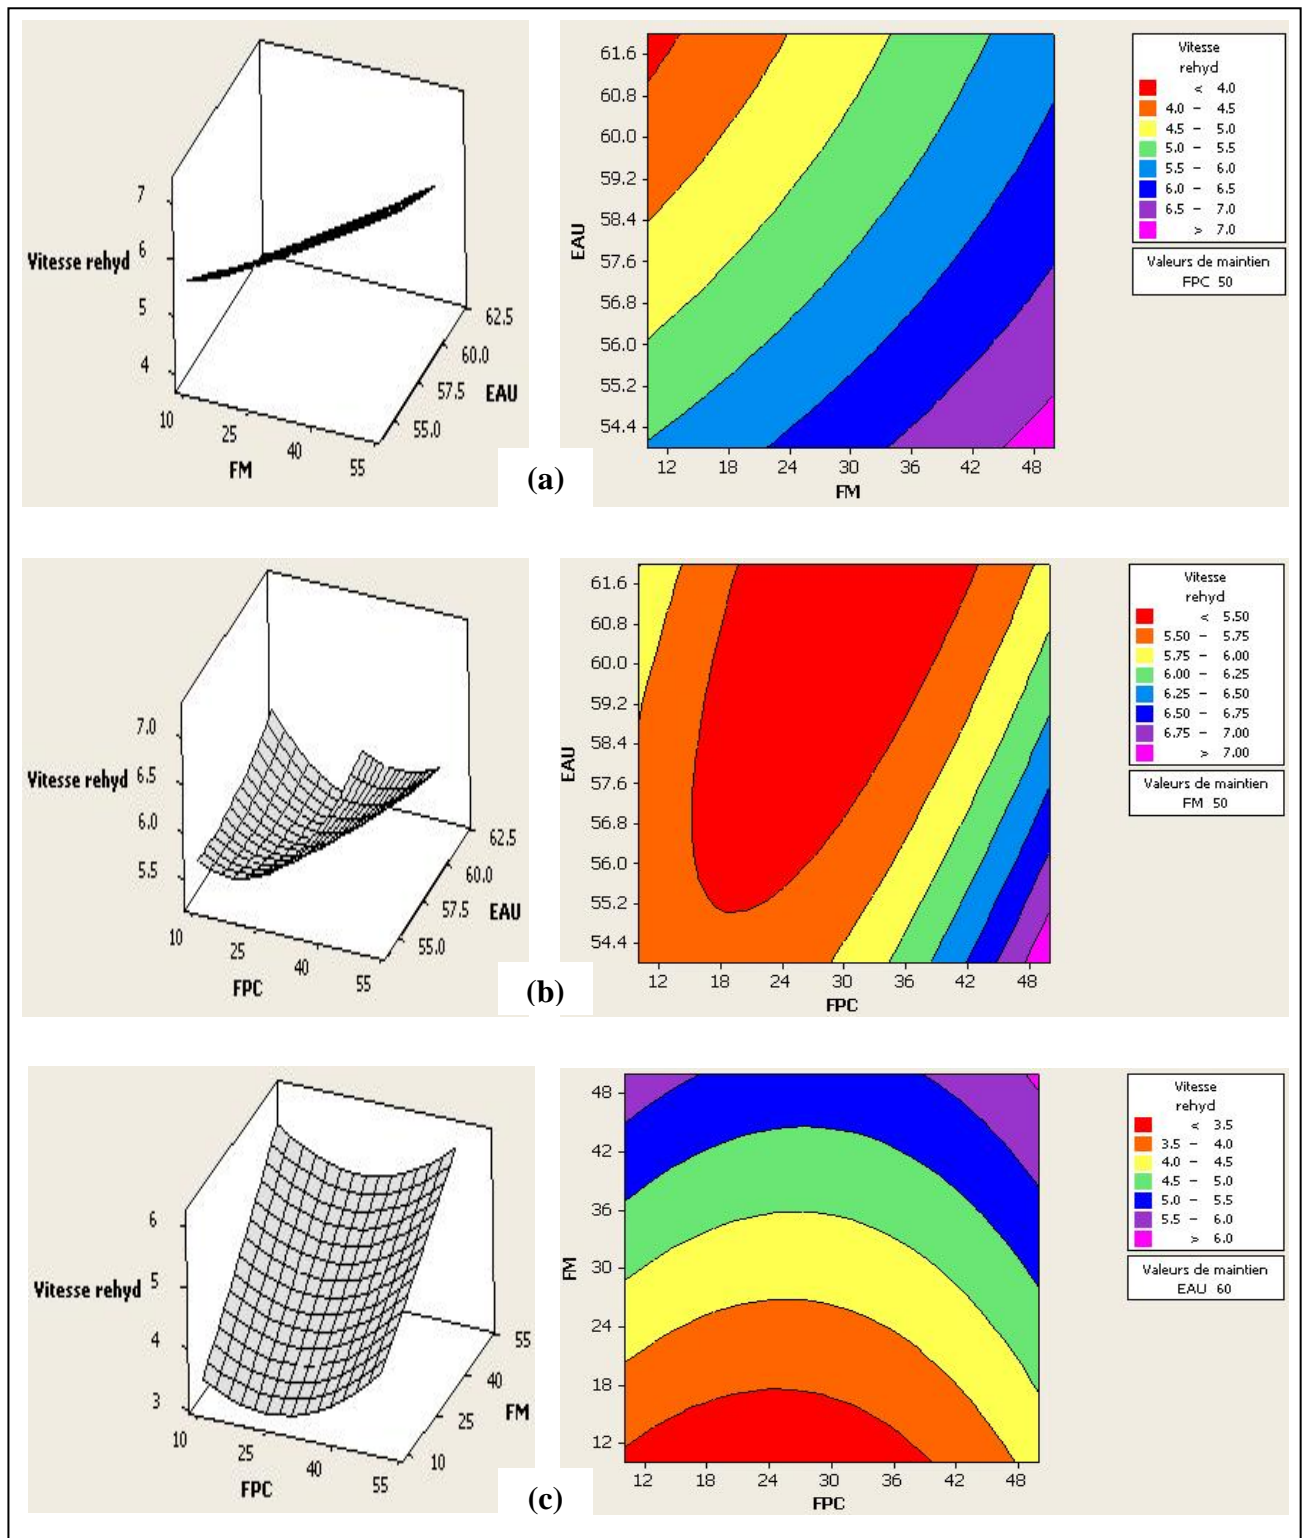 7
6
5
4
Vitesse rehyd
10
25
40
55
FM
55.0
57.5
60.0
62.5
EAU
(a)
61.6
60.8
60.0
59.2
58.4
57.6
56.8
56.0
55.2
54.4
EAU
12 18 24 30 36 42 48
FM
Vitesse
rehyd
< 4.0
4.0 – 4.5
4.5 – 5.0
5.0 – 5.5
5.5 – 6.0
6.0 – 6.5
6.5 – 7.0
> 7.0
Valeurs de maintien
FPC 50
7.0
6.5
6.0
5.5
Vitesse rehyd
10
25
40
55
FPC
55.0
57.5
60.0
62.5
EAU
(b)
61.6
60.8
60.0
59.2
58.4
57.6
56.8
56.0
55.2
54.4
EAU
12 18 24 30 36 42 48
FPC
Vitesse
rehyd
< 5.50
5.50 – 5.75
5.75 – 6.00
6.00 – 6.25
6.25 – 6.50
6.50 – 6.75
6.75 – 7.00
> 7.00
Valeurs de maintien
FM 50
6
5
4
3
Vitesse rehyd
10
25
40
55
FPC
10
25
40
55
FM
(c)
48
42
36
30
24
18
12
FM
12 18 24 30 36 42 48
FPC
Vitesse
rehyd
< 3.5
3.5 – 4.0
4.0 – 4.5
4.5 – 5.0
5.0 – 5.5
5.5 – 6.0
> 6.0
Valeurs de maintien
EAU 60